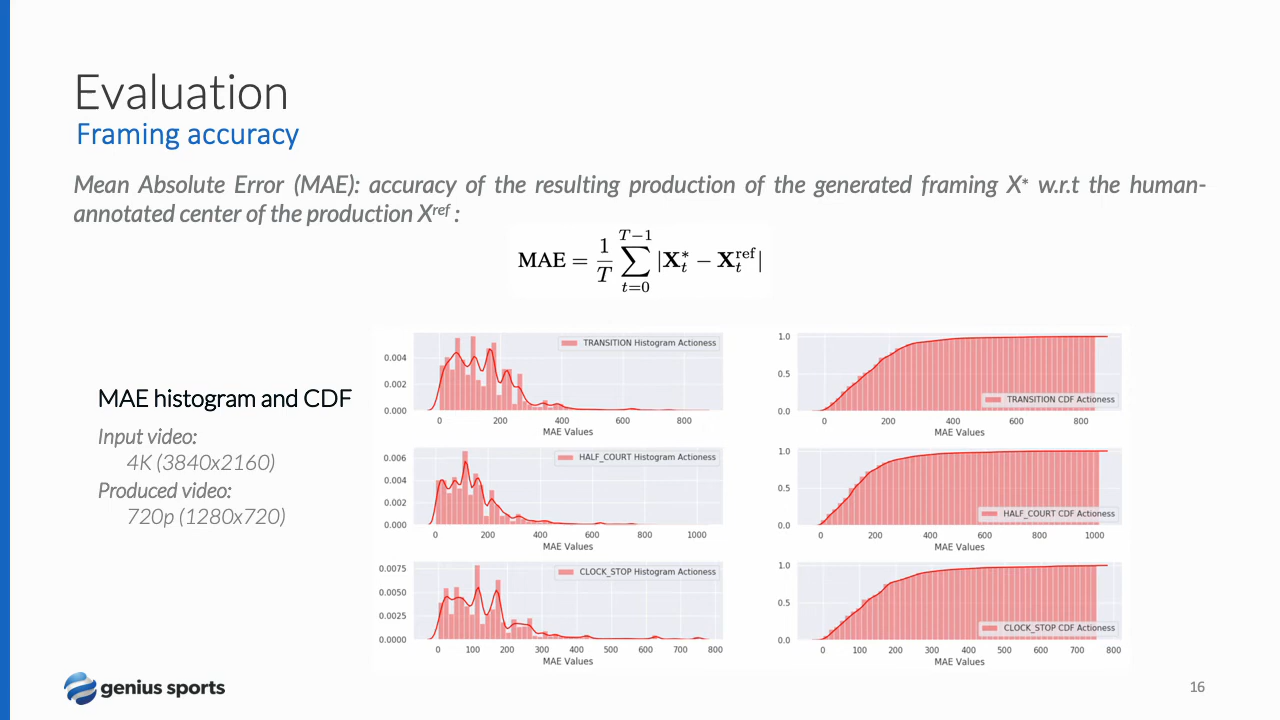 Evaluation
Framing accuracy
Mean Absolute Error (MAE): accuracy of the resulting production of the generated framing X* w.r.t the human-
annotated center of the production Xʳᵉᶠ :
MAE = 1/T ∑_{t=0}^{T−1} |X*_t − X^ref_t|
MAE histogram and CDF
Input video:
4K (3840x2160)
Produced video:
720p (1280x720)
TRANSITION Histogram Actioness
0.004
0.002
0.000
0 200 400 600 800
MAE Values
TRANSITION CDF Actioness
1.0
0.5
0.0
0 200 400 600 800
MAE Values
HALF_COURT Histogram Actioness
0.006
0.004
0.002
0.000
0 200 400 600 800 1000
MAE Values
HALF_COURT CDF Actioness
1.0
0.5
0.0
0 200 400 600 800 1000
MAE Values
CLOCK_STOP Histogram Actioness
0.0075
0.0050
0.0025
0.0000
0 100 200 300 400 500 600 700 800
MAE Values
CLOCK_STOP CDF Actioness
1.0
0.5
0.0
0 100 200 300 400 500 600 700 800
MAE Values
genius sports
16